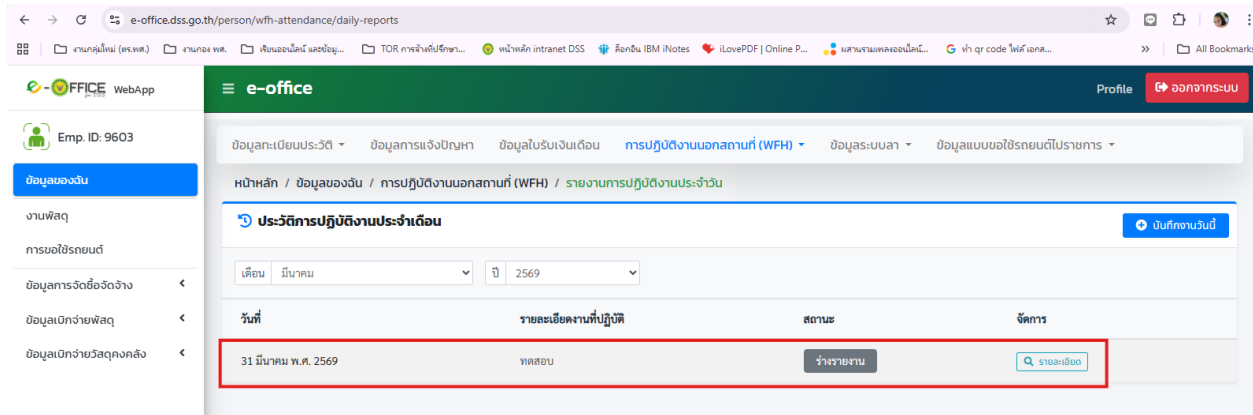 e-office.dss.go.th/person/wfh-attendance/daily-reports
งานกลุ่มใหม่ (ทร.พศ.) งานกอง พศ. เรียนออนไลน์ และข้อมู... TOR การจ้างที่ปรึกษา... หน้าหลัก intranet DSS ล็อกอิน IBM iNotes iLovePDF | Online P... ผสานรวมเพลงออนไลน์... ทำ qr code ไฟล์ เอกส... » All Bookmarks
e-OFFICE WebApp
≡ e-office
Profile ออกจากระบบ
Emp. ID: 9603
ข้อมูลทะเบียนประวัติ ข้อมูลการแจ้งปัญหา ข้อมูลใบรับเงินเดือน การปฏิบัติงานนอกสถานที่ (WFH) ข้อมูลระบบลา ข้อมูลแบบขอใช้รถยนต์ไปราชการ
ข้อมูลของฉัน
งานพัสดุ
การขอใช้รถยนต์
ข้อมูลการจัดซื้อจัดจ้าง
ข้อมูลเบิกจ่ายพัสดุ
ข้อมูลเบิกจ่ายวัสดุคงคลัง
หน้าหลัก / ข้อมูลของฉัน / การปฏิบัติงานนอกสถานที่ (WFH) / รายงานการปฏิบัติงานประจำวัน
ประวัติการปฏิบัติงานประจำเดือน
บันทึกงานวันนี้
เดือน มีนาคม ปี 2569
วันที่ รายละเอียดงานที่ปฏิบัติ สถานะ จัดการ
31 มีนาคม พ.ศ. 2569 ทดสอบ ร่างรายงาน รายละเอียด